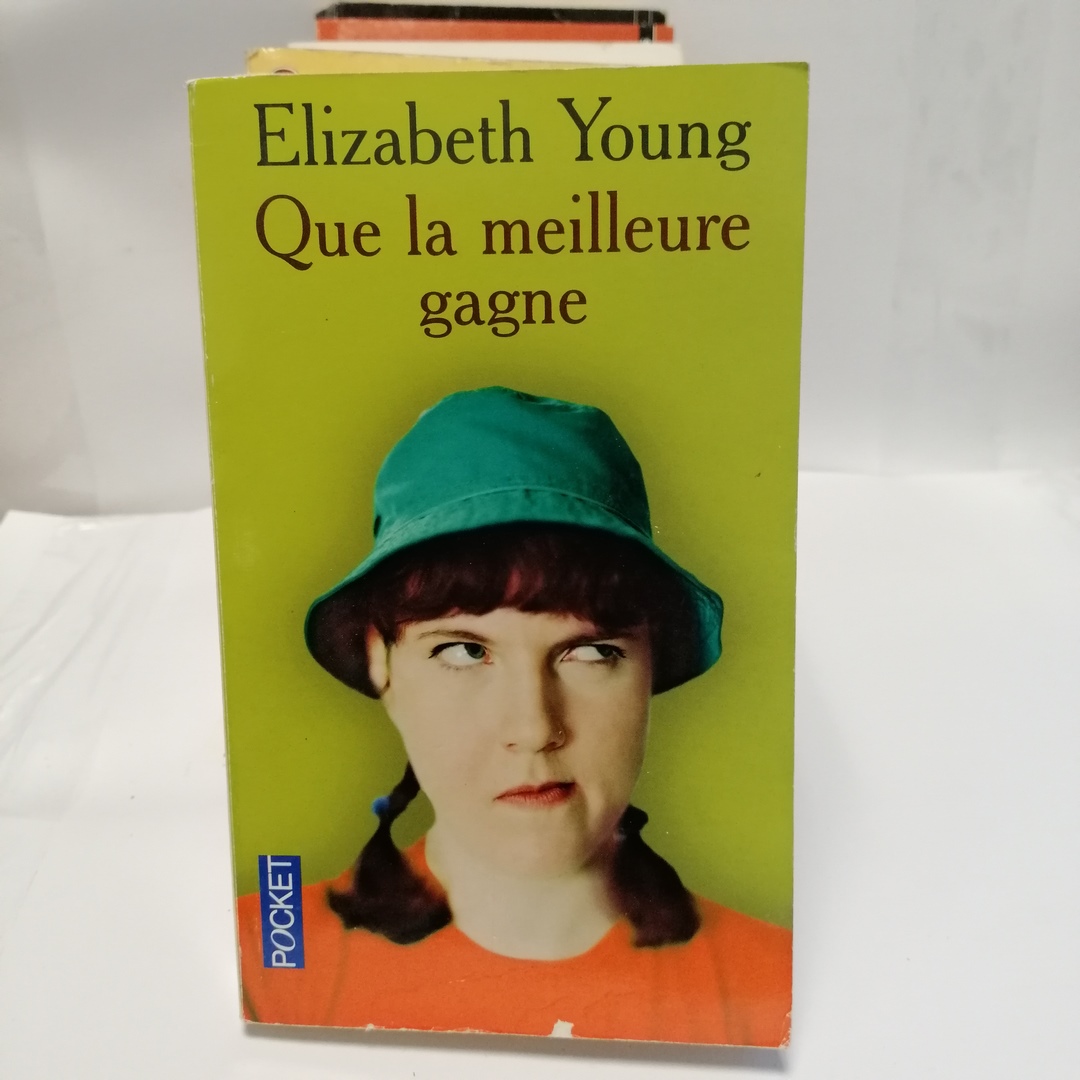 Elizabeth Young
Que la meilleure
gagne
POCKET